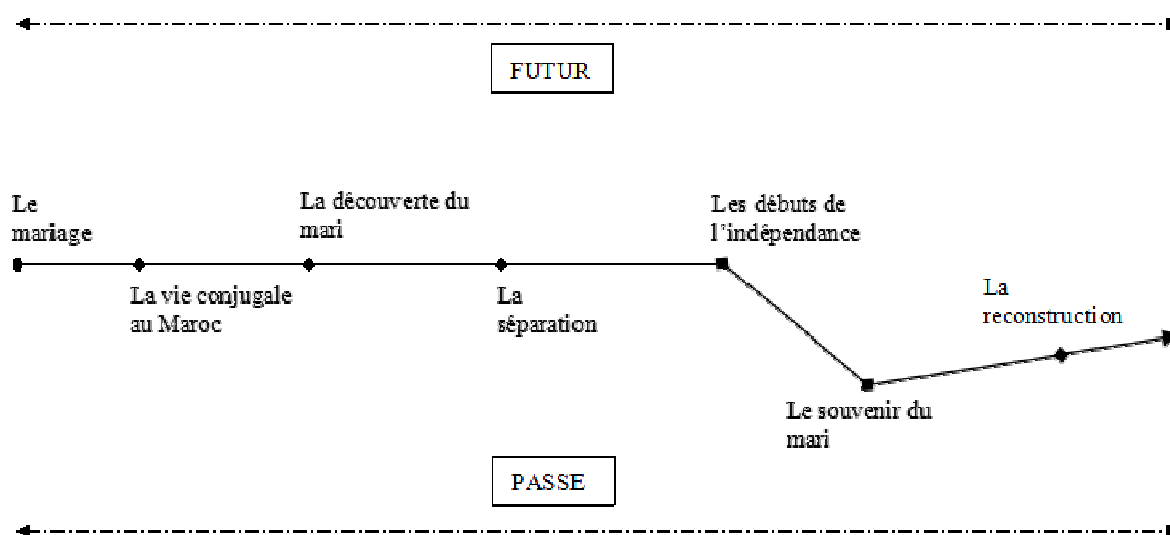 FUTUR
Le
mariage
La découverte du
mari
Les débuts de
l’indépendance
La vie conjugale
au Maroc
La
séparation
La
reconstruction
Le souvenir du
mari
PASSE